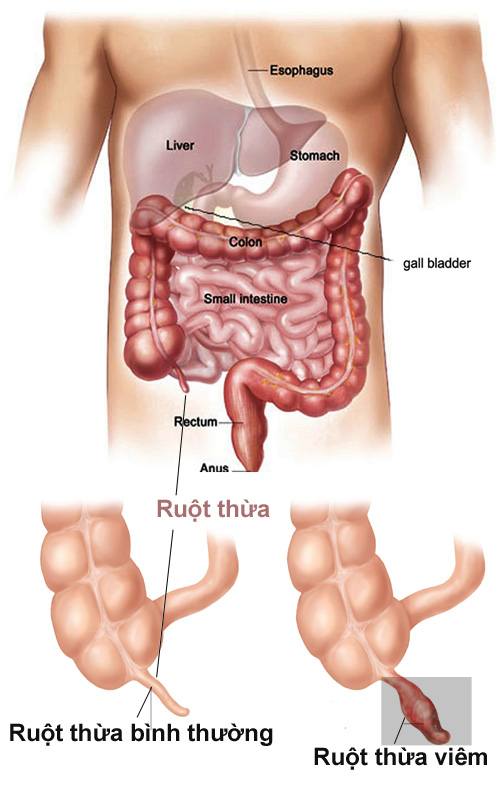 Esophagus
Liver
Stomach
Colon
gall bladder
Small intestine
Rectum
Anus
Ruột thừa
Ruột thừa bình thường
Ruột thừa viêm